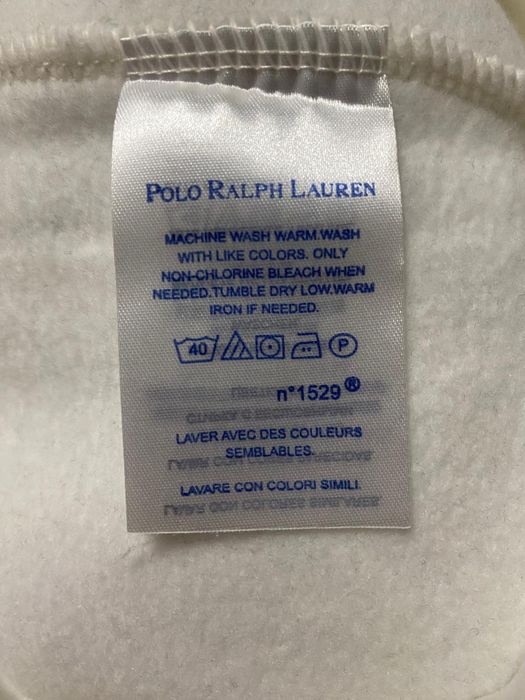 POLO RALPH LAUREN
MACHINE WASH WARM.WASH
WITH LIKE COLORS. ONLY
NON-CHLORINE BLEACH WHEN
NEEDED.TUMBLE DRY LOW.WARM
IRON IF NEEDED.
40 P
n°1529®
LAVER AVEC DES COULEURS
SEMBLABLES.
LAVARE CON COLORI SIMILI.